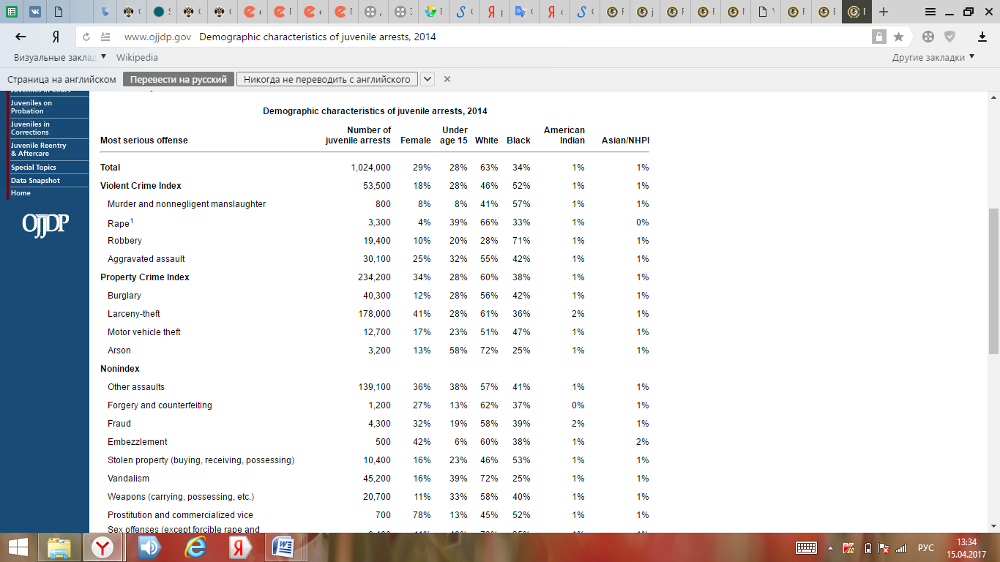 www.ojjdp.gov Demographic characteristics of juvenile arrests, 2014
Визуальные заклад Wikipedia Другие закладки
Страница на английском Перевести на русский Никогда не переводить с английского
Juveniles in Court
Juveniles on
Probation
Juveniles in
Corrections
Juvenile Reentry
& Aftercare
Special Topics
Data Snapshot
Home
OJJDP
Demographic characteristics of juvenile arrests, 2014
Most serious offense Number of juvenile arrests Female Under age 15 White Black American Indian Asian/NHPI
Total 1,024,000 29% 28% 63% 34% 1% 1%
Violent Crime Index 53,500 18% 28% 46% 52% 1% 1%
Murder and nonnegligent manslaughter 800 8% 8% 41% 57% 1% 1%
Rape1 3,300 4% 39% 66% 33% 1% 0%
Robbery 19,400 10% 20% 28% 71% 1% 1%
Aggravated assault 30,100 25% 32% 55% 42% 1% 1%
Property Crime Index 234,200 34% 28% 60% 38% 1% 1%
Burglary 40,300 12% 28% 56% 42% 1% 1%
Larceny-theft 178,000 41% 28% 61% 36% 2% 1%
Motor vehicle theft 12,700 17% 23% 51% 47% 1% 1%
Arson 3,200 13% 58% 72% 25% 1% 1%
Nonindex
Other assaults 139,100 36% 38% 57% 41% 1% 1%
Forgery and counterfeiting 1,200 27% 13% 62% 37% 0% 1%
Fraud 4,300 32% 19% 58% 39% 2% 1%
Embezzlement 500 42% 6% 60% 38% 1% 2%
Stolen property (buying, receiving, possessing) 10,400 16% 23% 46% 53% 1% 1%
Vandalism 45,200 16% 39% 72% 25% 1% 1%
Weapons (carrying, possessing, etc.) 20,700 11% 33% 58% 40% 1% 1%
Prostitution and commercialized vice 700 78% 13% 45% 52% 1% 1%
Sex offenses (except forcible rape and
РУС
13:34
15.04.2017